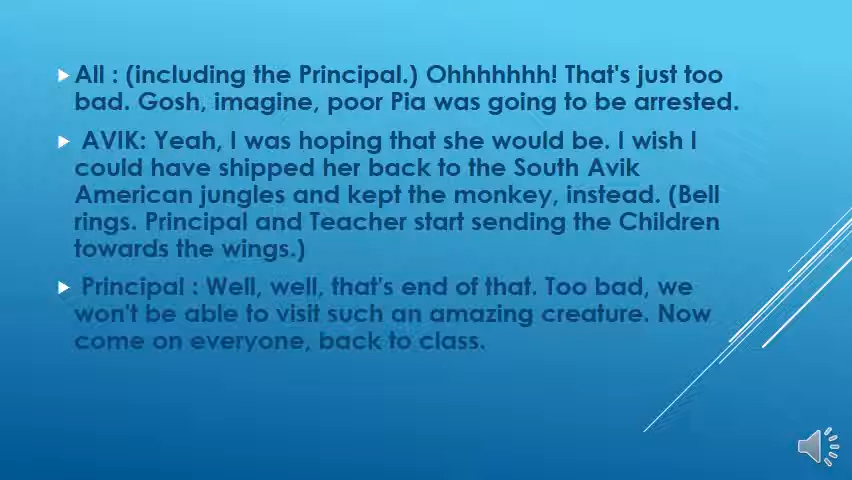 All : (including the Principal.) Ohhhhhhh! That's just too
bad. Gosh, imagine, poor Pia was going to be arrested.
AVIK: Yeah, I was hoping that she would be. I wish I
could have shipped her back to the South Avik
American jungles and kept the monkey, instead. (Bell
rings. Principal and Teacher start sending the Children
towards the wings.)
Principal : Well, well, that's end of that. Too bad, we
won't be able to visit such an amazing creature. Now
come on everyone, back to class.